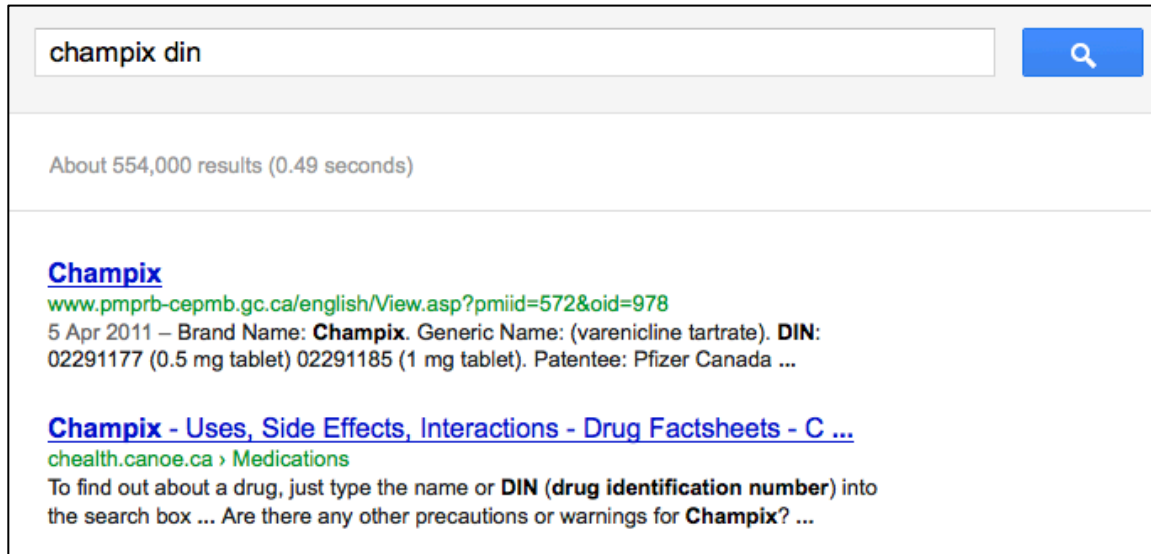 champix din
About 554,000 results (0.49 seconds)
Champix
www.pmprb-cepmb.gc.ca/english/View.asp?pmiid=572&oid=978
5 Apr 2011 – Brand Name: Champix. Generic Name: (varenicline tartrate). DIN:
02291177 (0.5 mg tablet) 02291185 (1 mg tablet). Patentee: Pfizer Canada ...
Champix - Uses, Side Effects, Interactions - Drug Factsheets - C ...
chealth.canoe.ca › Medications
To find out about a drug, just type the name or DIN (drug identification number) into
the search box ... Are there any other precautions or warnings for Champix? ...